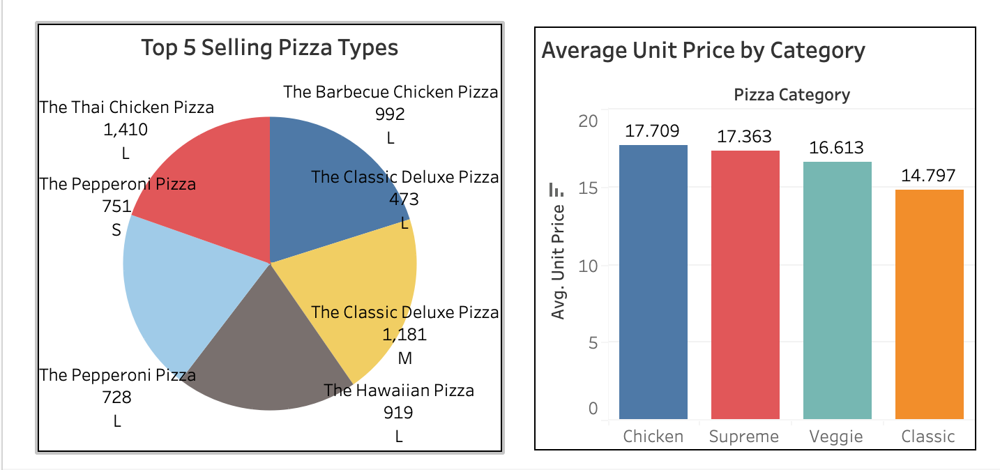 Top 5 Selling Pizza Types
The Barbecue Chicken Pizza
992
L
The Thai Chicken Pizza
1,410
L
The Classic Deluxe Pizza
473
L
The Pepperoni Pizza
751
S
The Classic Deluxe Pizza
1,181
M
The Pepperoni Pizza
728
L
The Hawaiian Pizza
919
L
Average Unit Price by Category
Pizza Category
Avg. Unit Price
20
15
10
5
0
17.709
17.363
16.613
14.797
Chicken
Supreme
Veggie
Classic